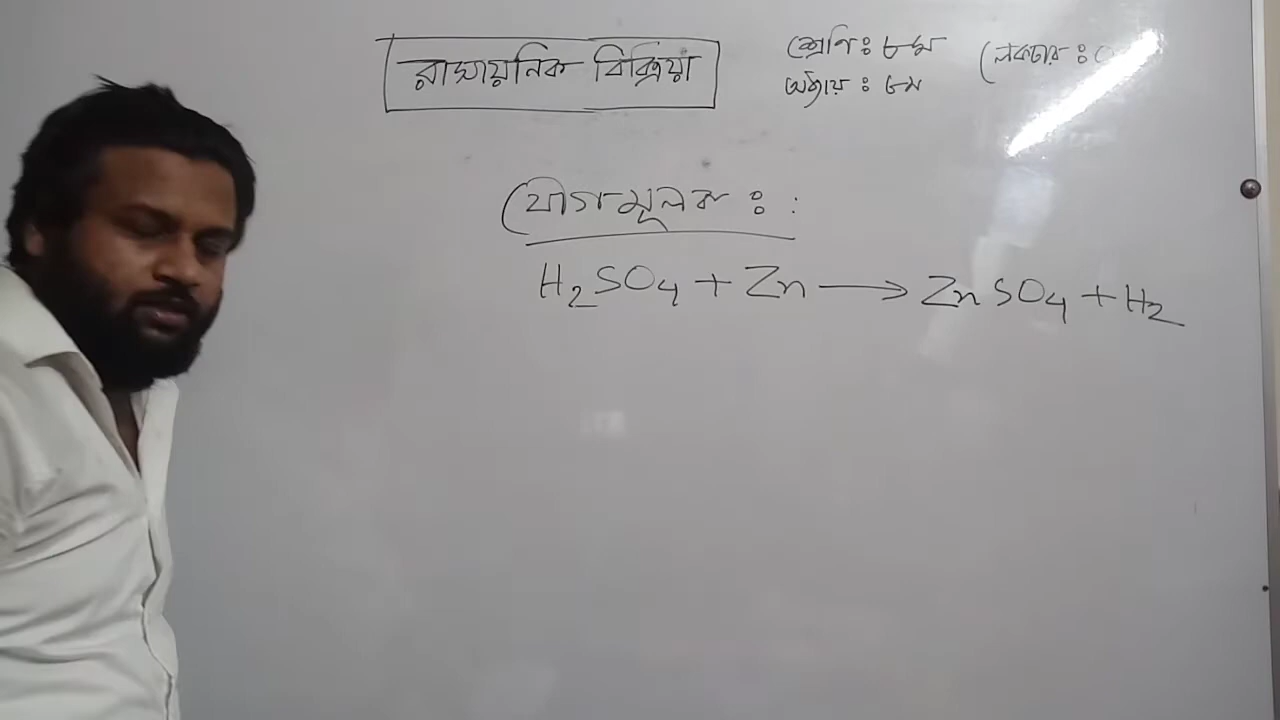 রাসায়নিক বিক্রিয়া
শ্রেণি : ৮ম
অধ্যায় : ৮ম
লেকচার :
যৌগমূলক :
H₂SO₄ + Zn → ZnSO₄ + H₂